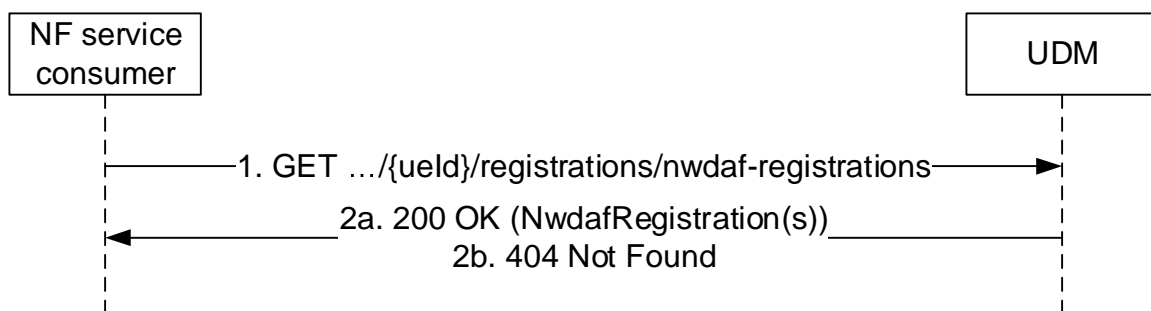 NF service
consumer
UDM
1. GET …/{ueId}/registrations/nwdaf-registrations
2a. 200 OK (NwdafRegistration(s))
2b. 404 Not Found